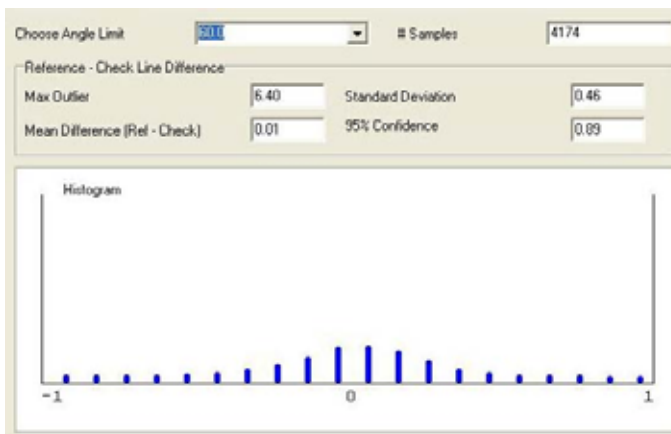 Choose Angle Limit 60.0 # Samples 4174
Reference - Check Line Difference
Max Outlier 6.40 Standard Deviation 0.46
Mean Difference (Ref - Check) 0.01 95% Confidence 0.89
Histogram
-1 0 1